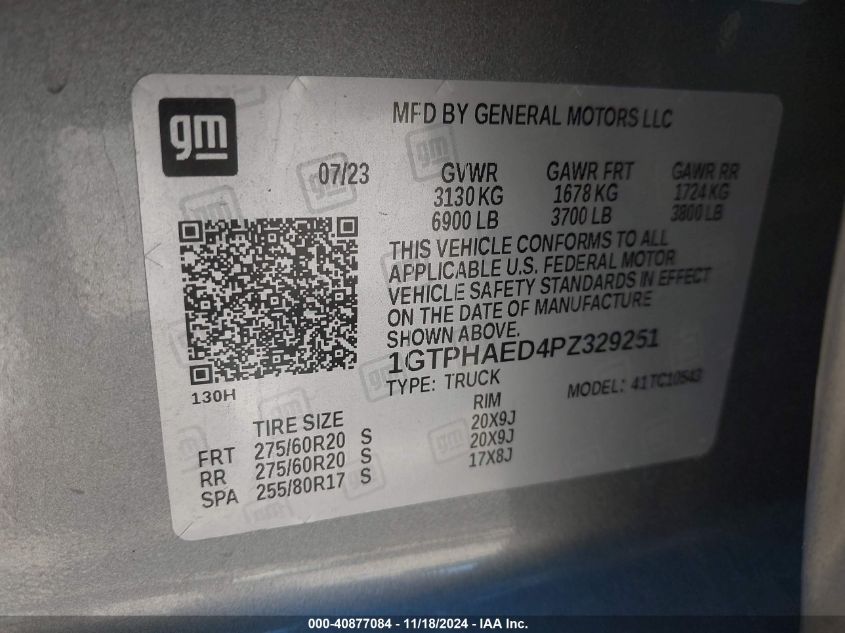 gm
MFD BY GENERAL MOTORS LLC
07/23 GVWR GAWR FRT GAWR RR
3130 KG 1678 KG 1724 KG
6900 LB 3700 LB 3800 LB
THIS VEHICLE CONFORMS TO ALL
APPLICABLE U.S. FEDERAL MOTOR
VEHICLE SAFETY STANDARDS IN EFFECT
ON THE DATE OF MANUFACTURE
SHOWN ABOVE.
1GTPHAED4PZ329251
TYPE: TRUCK MODEL: 41 TC10543
130H
TIRE SIZE RIM
FRT 275/60R20 S 20X9J
RR 275/60R20 S 20X9J
SPA 255/80R17 S 17X8J
000-40877084 — 11/18/2024 — IAA Inc.